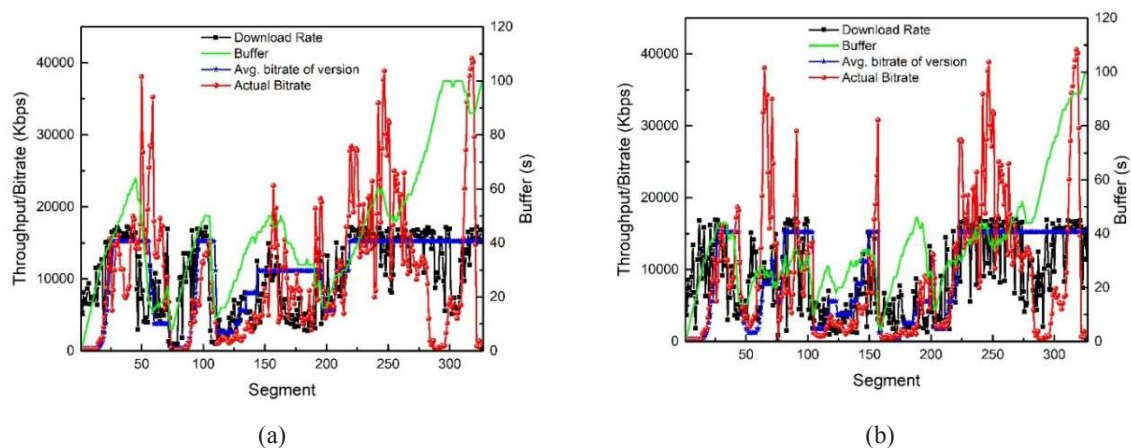 120
40000
100
Download Rate
Buffer
Avg. bitrate of version
Actual Bitrate
80
30000
60
20000
40
10000
20
0
0
50
100
150
200
250
300
Throughput/Bitrate (Kbps)
Buffer (s)
Segment
(a)
120
40000
100
Download Rate
Buffer
Avg. bitrate of version
Actual Bitrate
80
30000
60
20000
40
10000
20
0
0
50
100
150
200
250
300
Throughput/Bitrate (Kbps)
Buffer (s)
Segment
(b)